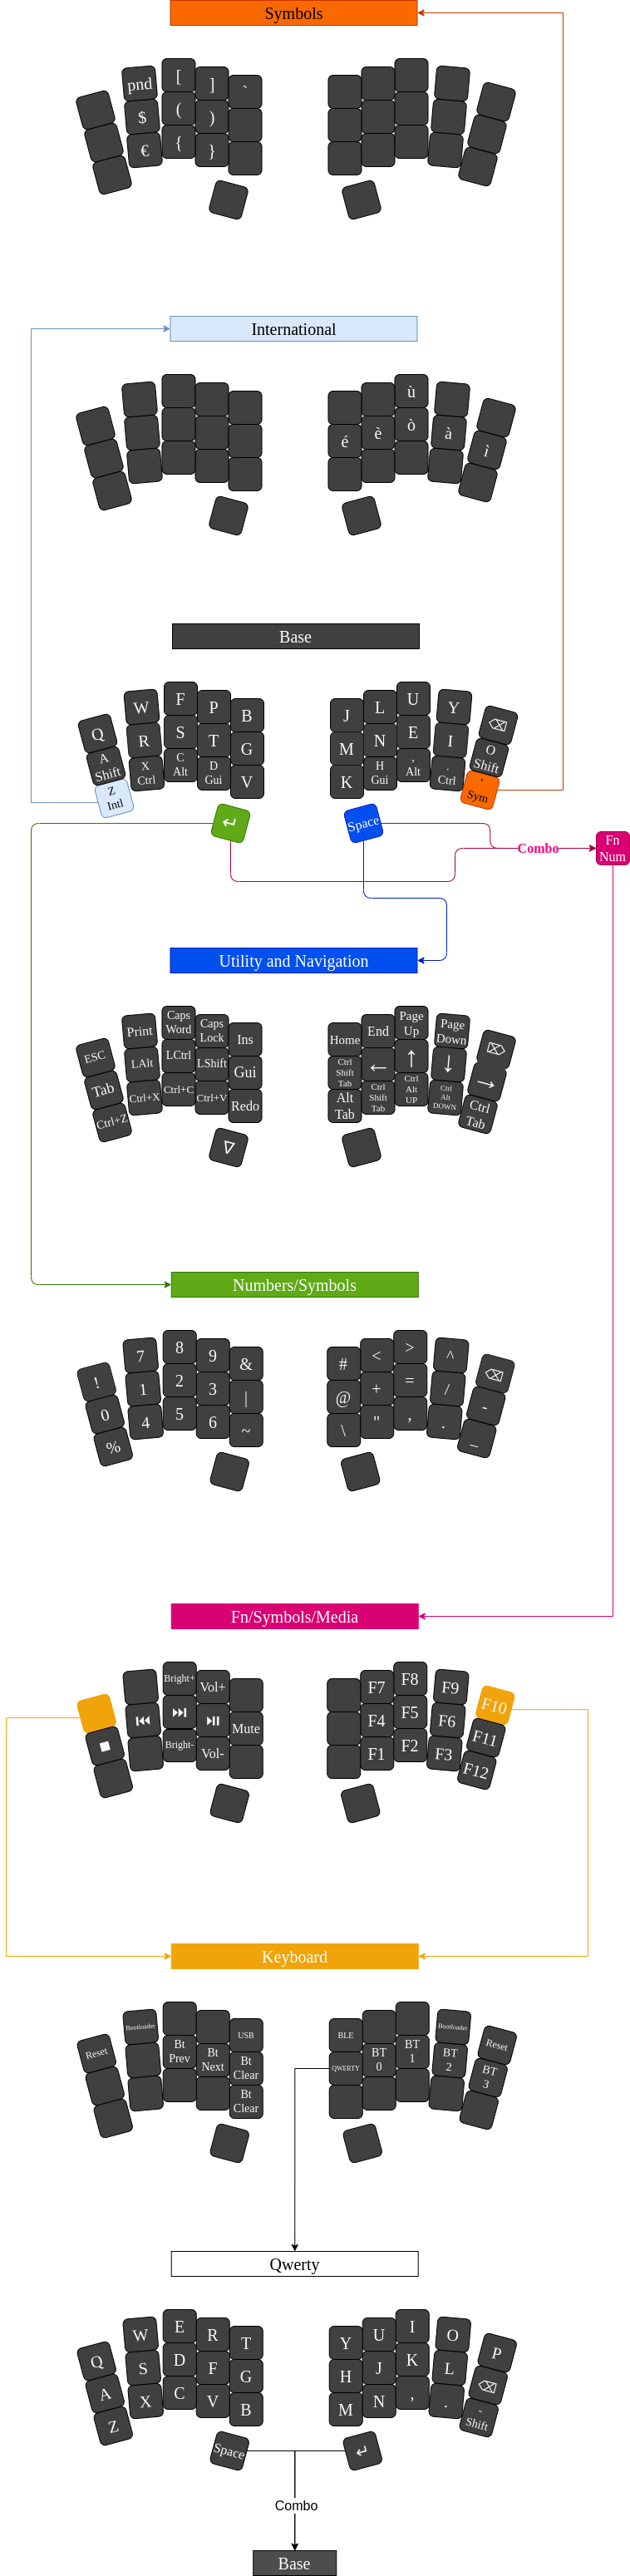 Symbols
pnd [ ] `
$ ( )
€ { }
International
ù
é è ò à ì
Base
Q W F P B J L U Y ⌫
A Shift R S T G M N E I O Shift
Z Intl X Ctrl C Alt D Gui V K H Gui , Alt . Ctrl ' Sym
↵ Space
Combo
Fn
Num
Utility and Navigation
ESC Print Caps Word Caps Lock Ins Home End Page Up Page Down ⌦
Tab LAlt LCtrl LShift Gui Ctrl Shift Tab ← ↑ ↓ →
Ctrl+Z Ctrl+X Ctrl+C Ctrl+V Redo Alt Tab Ctrl Shift Tab Ctrl Alt UP Ctrl Alt DOWN Ctrl Tab
∇
Numbers/Symbols
! 7 8 9 & # < > ^ ⌫
0 1 2 3 | @ + = / -
% 4 5 6 ~ \ " , . _
Fn/Symbols/Media
Bright+ Vol+ F7 F8 F9 F10
⏹ ⏮ ⏭ ⏯ Mute F4 F5 F6 F11
Bright- Vol- F1 F2 F3 F12
Keyboard
Reset Bootloader USB BLE Bootloader Reset
Bt Prev Bt Next Bt Clear QWERTY BT 0 BT 1 BT 2 BT 3
Bt Clear
Qwerty
Q W E R T Y U I O P
A S D F G H J K L ⌫
Z X C V B M N , . - Shift
Space ↵
Combo
Base